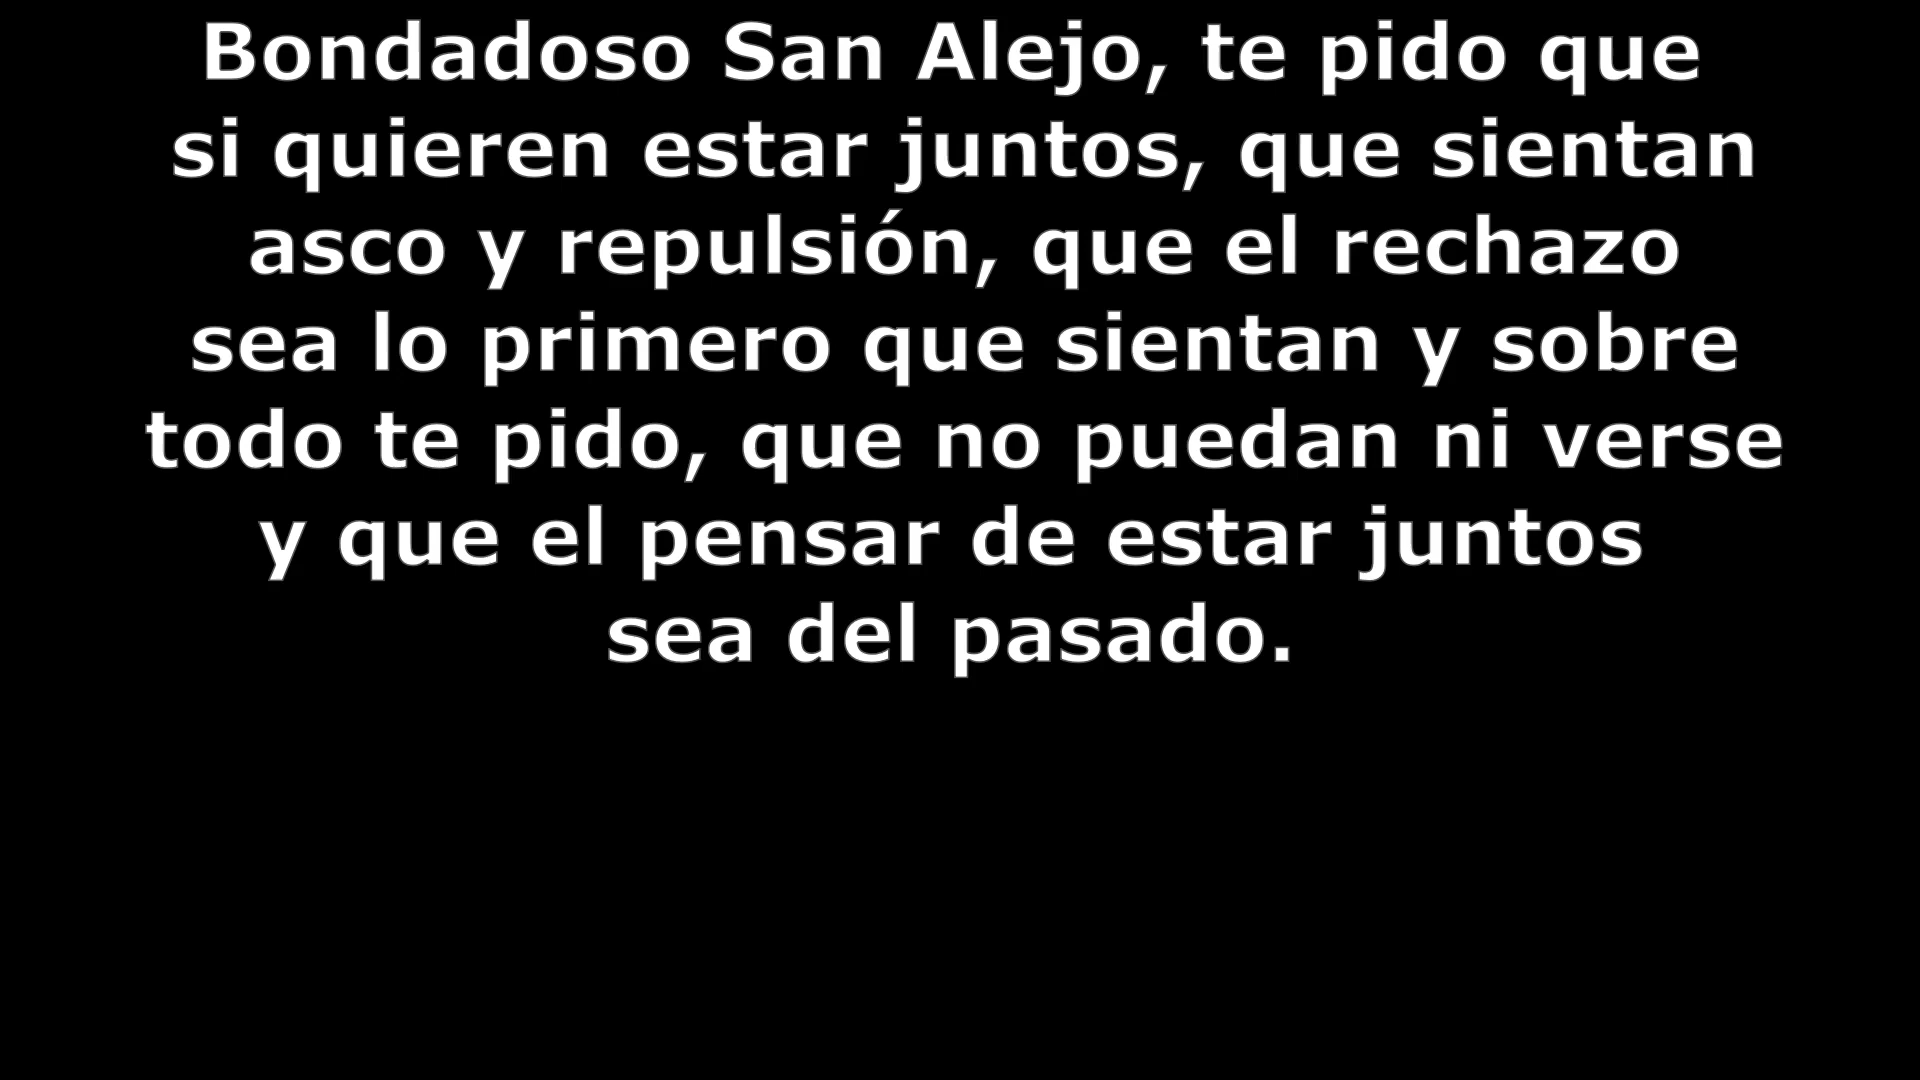 Bondadoso San Alejo, te pido que
si quieren estar juntos, que sientan
asco y repulsión, que el rechazo
sea lo primero que sientan y sobre
todo te pido, que no puedan ni verse
y que el pensar de estar juntos
sea del pasado.